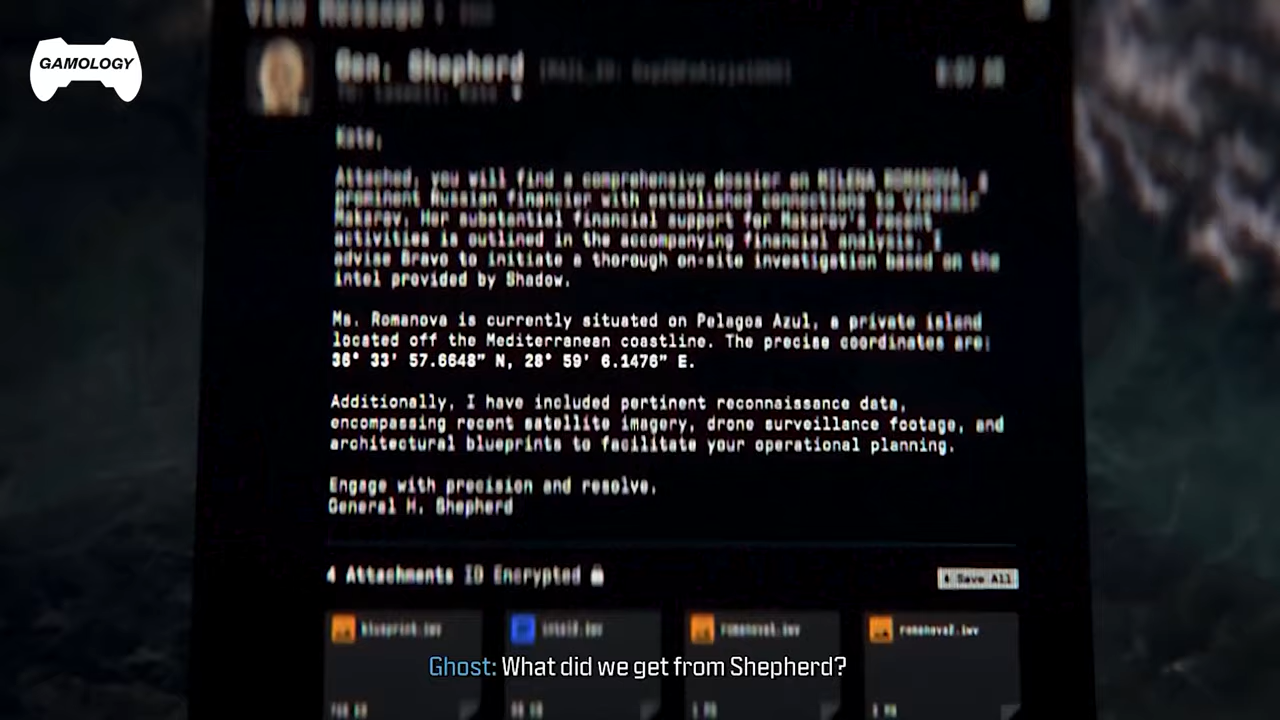 GAMOLOGY
View Message
Gen. Shepherd
Kate,
Attached, you will find a comprehensive dossier on MILENA ROMANOVA, a
prominent Russian financier with established connections to Vladimir
Makarov. Her substantial financial support for Makarov's recent
activities is outlined in the accompanying financial analysis. I
advise Bravo to initiate a thorough on-site investigation based on the
intel provided by Shadow.
Ms. Romanova is currently situated on Pelagos Azul, a private island
located off the Mediterranean coastline. The precise coordinates are:
36° 33' 57.6648" N, 28° 59' 6.1476" E.
Additionally, I have included pertinent reconnaissance data,
encompassing recent satellite imagery, drone surveillance footage, and
architectural blueprints to facilitate your operational planning.
Engage with precision and resolve,
General H. Shepherd
4 Attachments ID Encrypted
Save All
Ghost: What did we get from Shepherd?